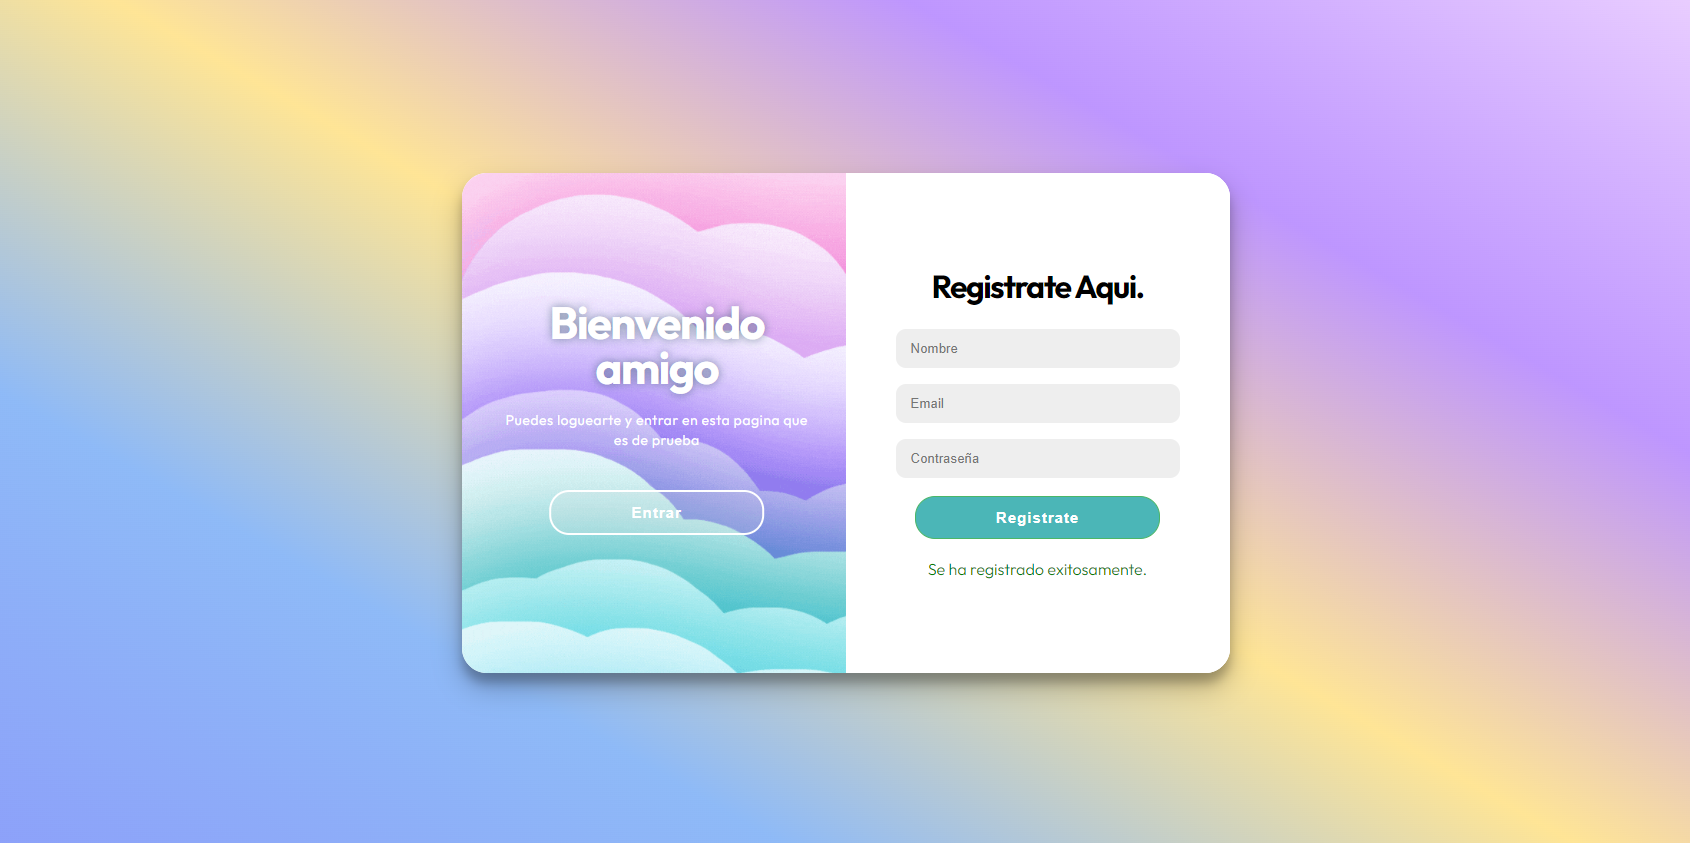 Bienvenido
amigo
Puedes loguearte y entrar en esta pagina que
es de prueba
Entrar
Registrate Aqui.
Nombre
Email
Contraseña
Registrate
Se ha registrado exitosamente.